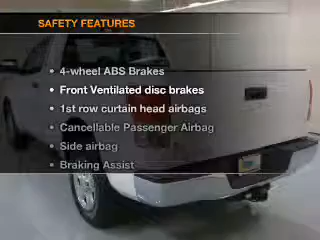 SAFETY FEATURES
• 4-wheel ABS Brakes
• Front Ventilated disc brakes
• 1st row curtain head airbags
• Cancellable Passenger Airbag
• Side airbag
• Braking Assist